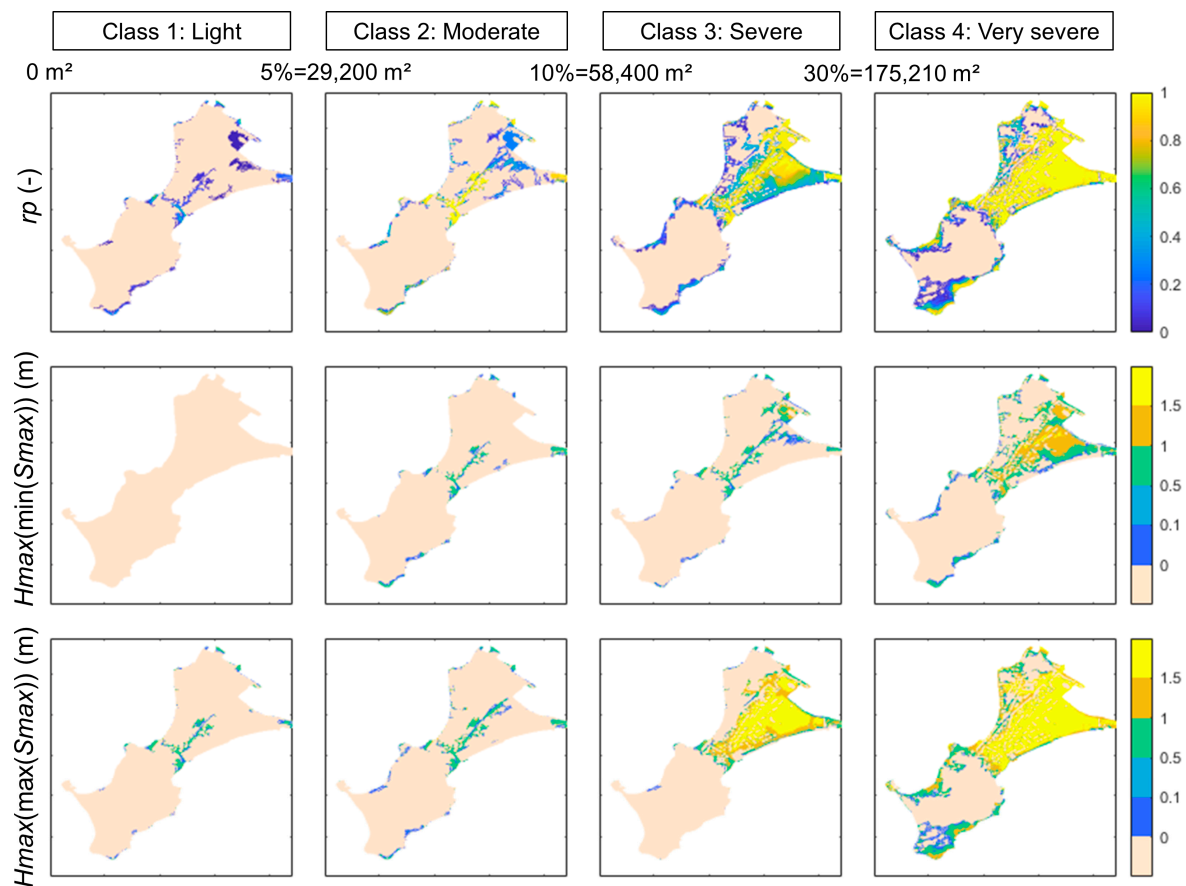 Class 1: Light
Class 2: Moderate
Class 3: Severe
Class 4: Very severe
0 m²
5%=29,200 m²
10%=58,400 m²
30%=175,210 m²
rp (-)
1
0.8
0.6
0.4
0.2
0
Hmax(min(Smax)) (m)
1.5
1
0.5
0.1
0
Hmax(max(Smax)) (m)
1.5
1
0.5
0.1
0